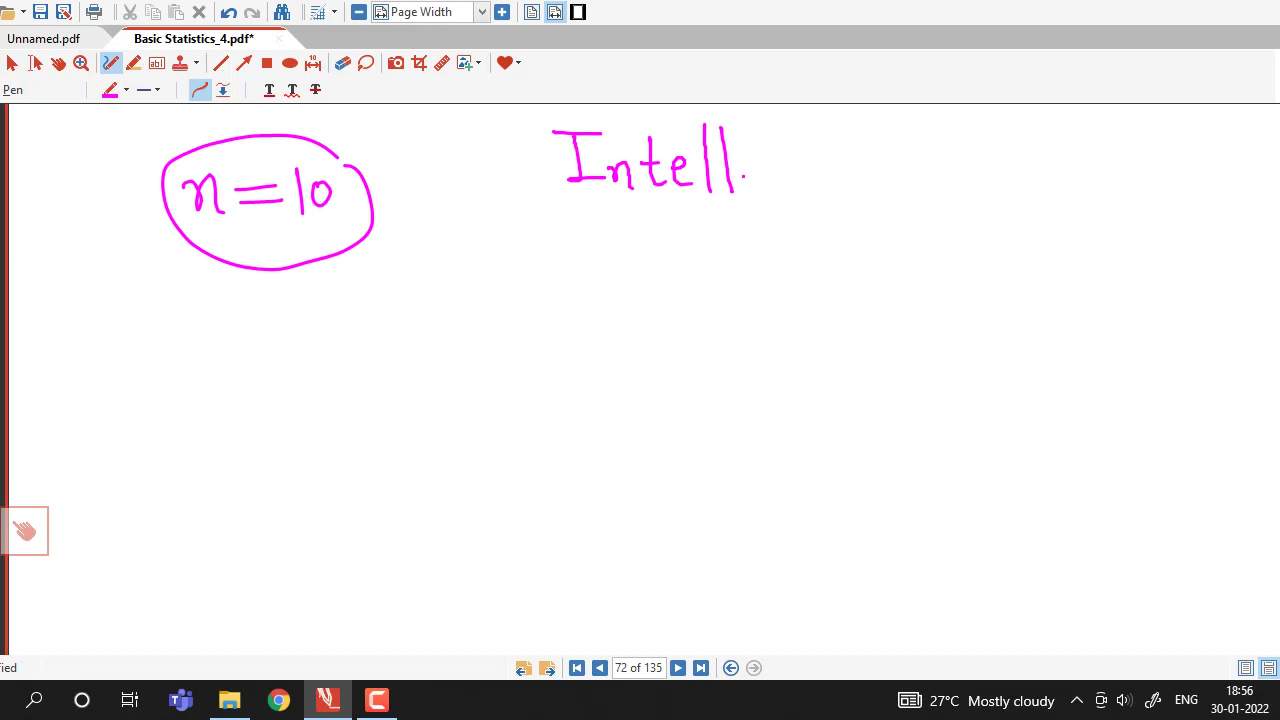 Page Width
Unnamed.pdf
Basic Statistics_4.pdf*
10
Pen
T T T
n=10
Intell.
72 of 135
ENG
27°C Mostly cloudy
18:56
30-01-2022